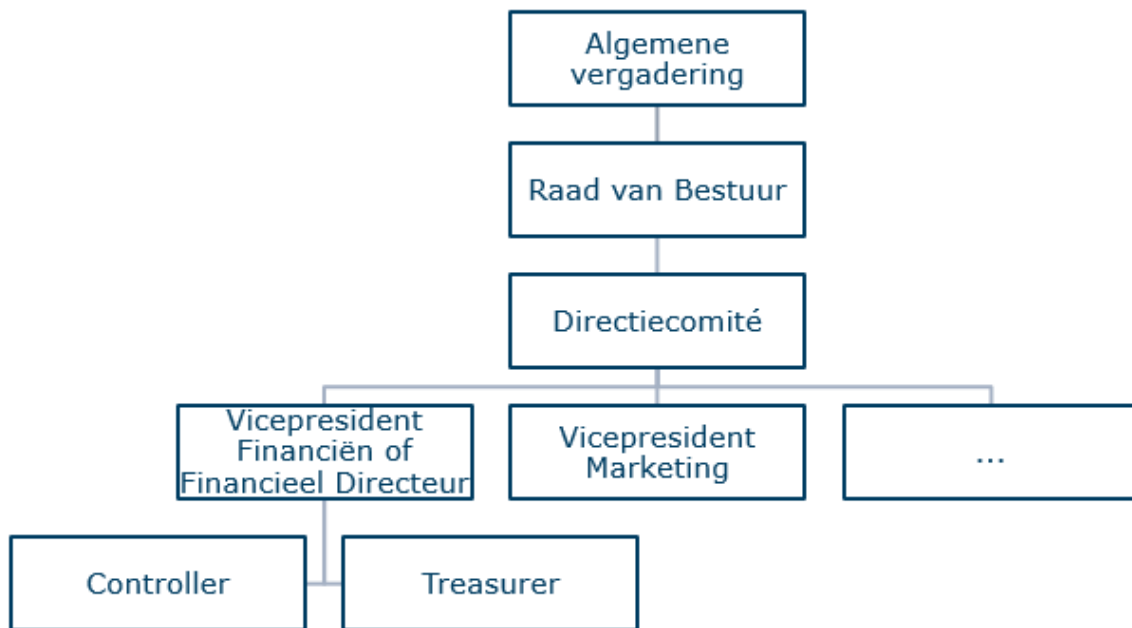 Algemene
vergadering
Raad van Bestuur
Directiecomité
Vicepresident
Financiën of
Financieel Directeur
Vicepresident
Marketing
...
Controller
Treasurer